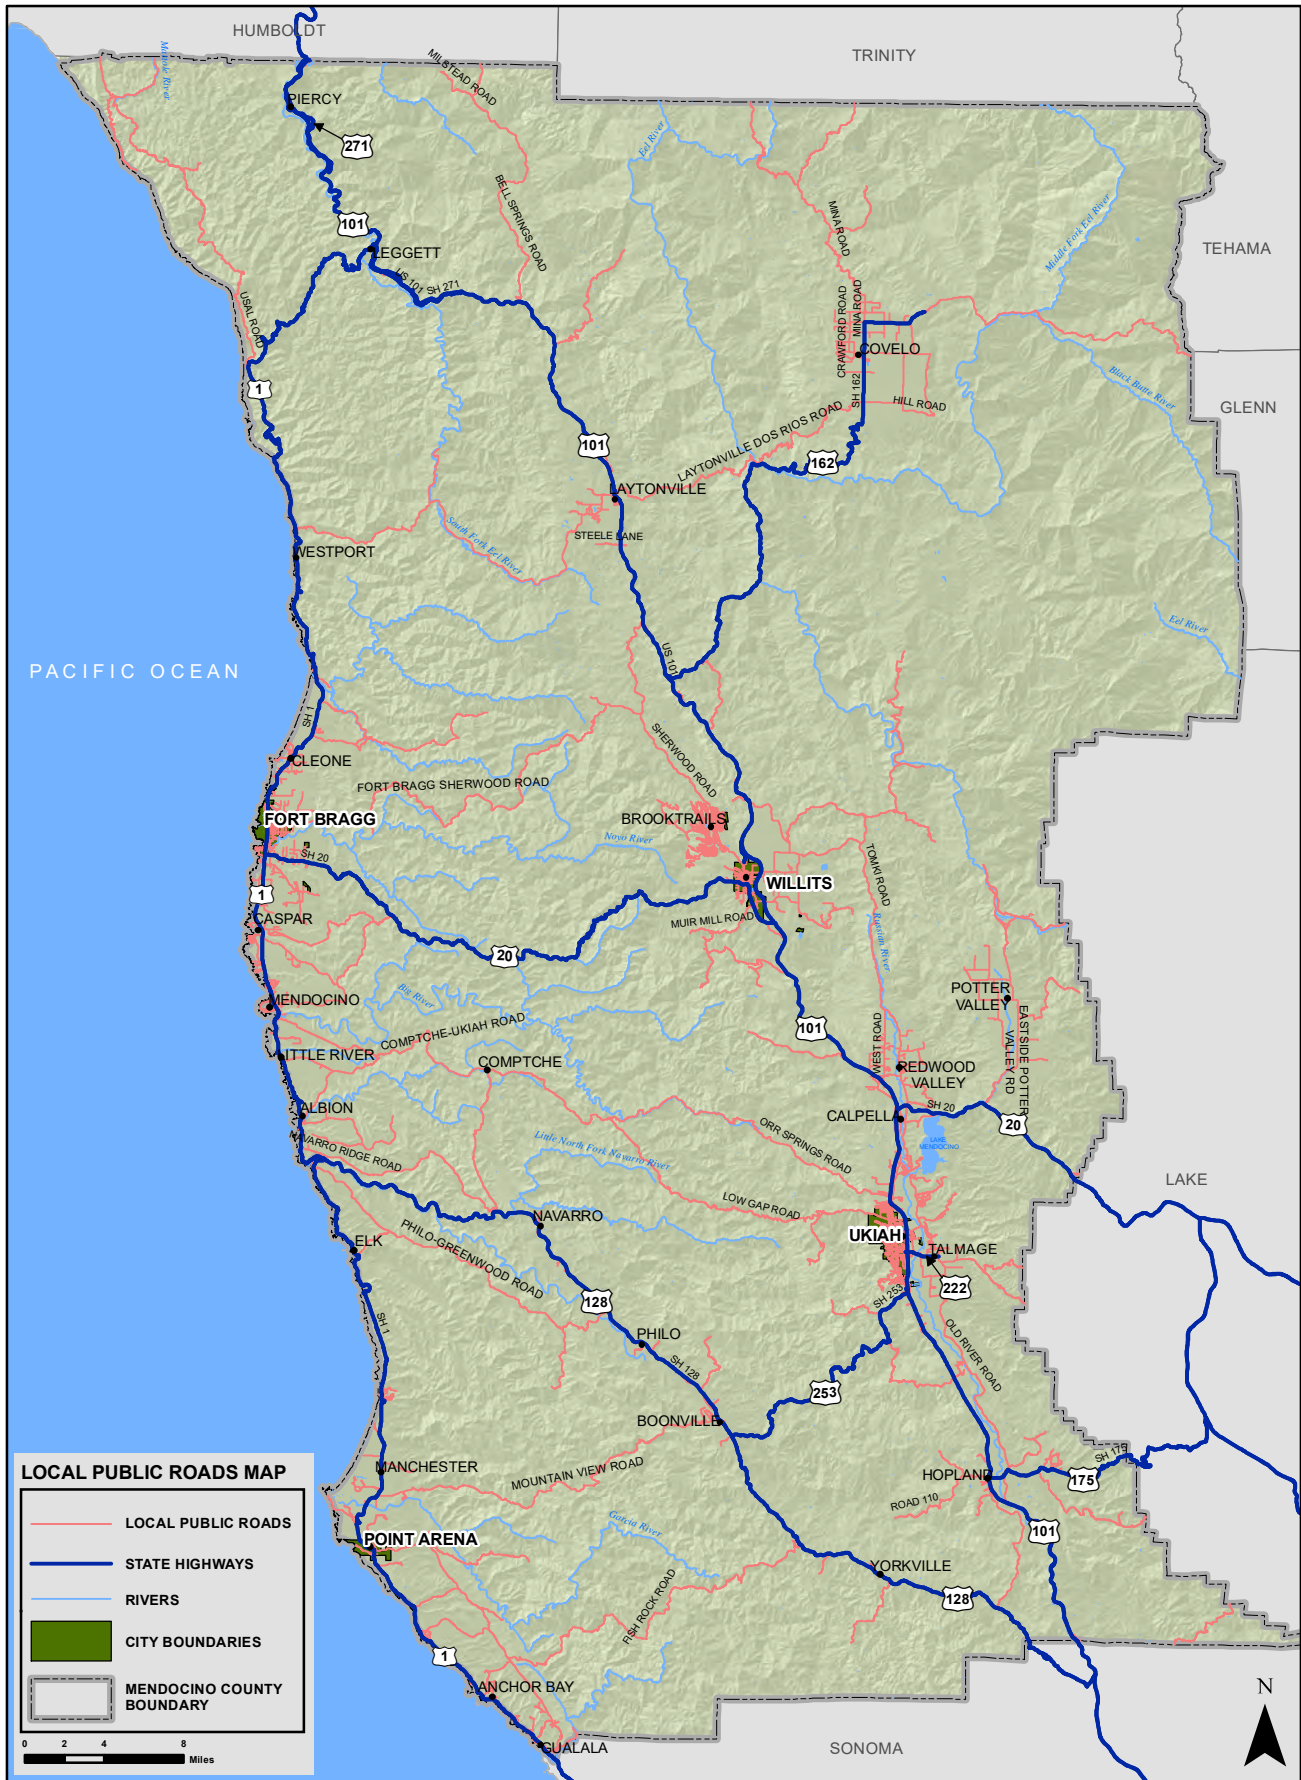 HUMBOLDT
TRINITY
Mattole River
MILSTEAD ROAD
PIERCY
271
Eel River
BELL SPRINGS ROAD
MINA ROAD
Middle Fork Eel River
101
LEGGETT
TEHAMA
US 101 SH 271
USAL ROAD
CRAWFORD ROAD
MINA ROAD
COVELO
1
SH 162
Black Butte River
HILL ROAD
GLENN
LAYTONVILLE DOS RIOS ROAD
101
162
LAYTONVILLE
STEELE LANE
South Fork Eel River
WESTPORT
Eel River
US 101
PACIFIC OCEAN
SH 1
SHERWOOD ROAD
CLEONE
FORT BRAGG SHERWOOD ROAD
FORT BRAGG
BROOKTRAILS
Noyo River
SH 20
TOMKI ROAD
WILLITS
1
CASPAR
MUIR MILL ROAD
Russian River
20
POTTER
VALLEY
Big River
MENDOCINO
COMPTCHE-UKIAH ROAD
101
EASTSIDE POTTER
VALLEY RD
WEST ROAD
LITTLE RIVER
COMPTCHE
REDWOOD
VALLEY
ALBION
SH 20
CALPELLA
20
ORR SPRINGS ROAD
LAKE
MENDOCINO
NAVARRO RIDGE ROAD
Little North Fork Navarro River
LAKE
LOW GAP ROAD
NAVARRO
PHILO-GREENWOOD ROAD
UKIAH
ELK
TALMAGE
222
SH 253
128
SH 1
OLD RIVER ROAD
PHILO
SH 128
253
BOONVILLE
SH 175
MANCHESTER
MOUNTAIN VIEW ROAD
HOPLAND
175
ROAD 110
Garcia River
101
POINT ARENA
YORKVILLE
FISH ROCK ROAD
128
1
ANCHOR BAY
GUALALA
SONOMA
N
LOCAL PUBLIC ROADS MAP
LOCAL PUBLIC ROADS
STATE HIGHWAYS
RIVERS
CITY BOUNDARIES
MENDOCINO COUNTY
BOUNDARY
0 2 4 8
Miles